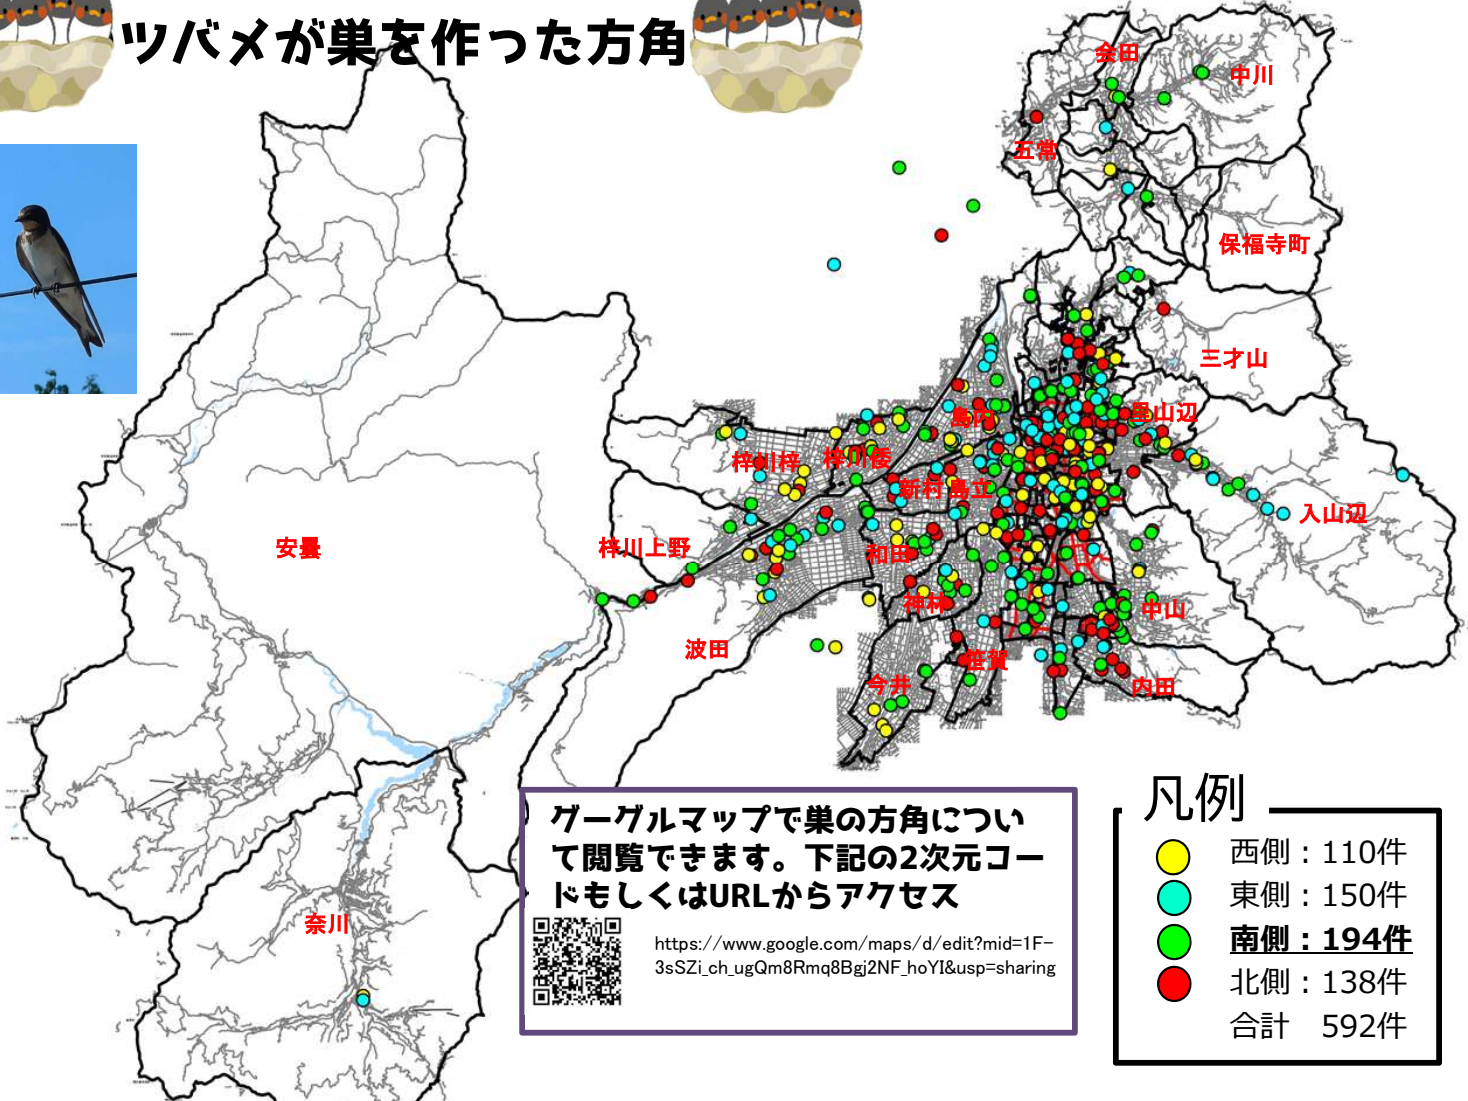 ツバメが巣を作った方角
会田
中川
五常
保福寺町
三才山
島内
里山辺
梓川梓
梓川倭
新村
島立
入山辺
安曇
梓川上野
和田
神林
中山
波田
笹賀
今井
内田
奈川
グーグルマップで巣の方角につい
て閲覧できます。下記の2次元コー
ドもしくはURLからアクセス
https://www.google.com/maps/d/edit?mid=1F-
3sSZi_ch_ugQm8Rmq8Bgj2NF_hoYI&usp=sharing
凡例
西側：110件
東側：150件
南側：194件
北側：138件
合計　592件